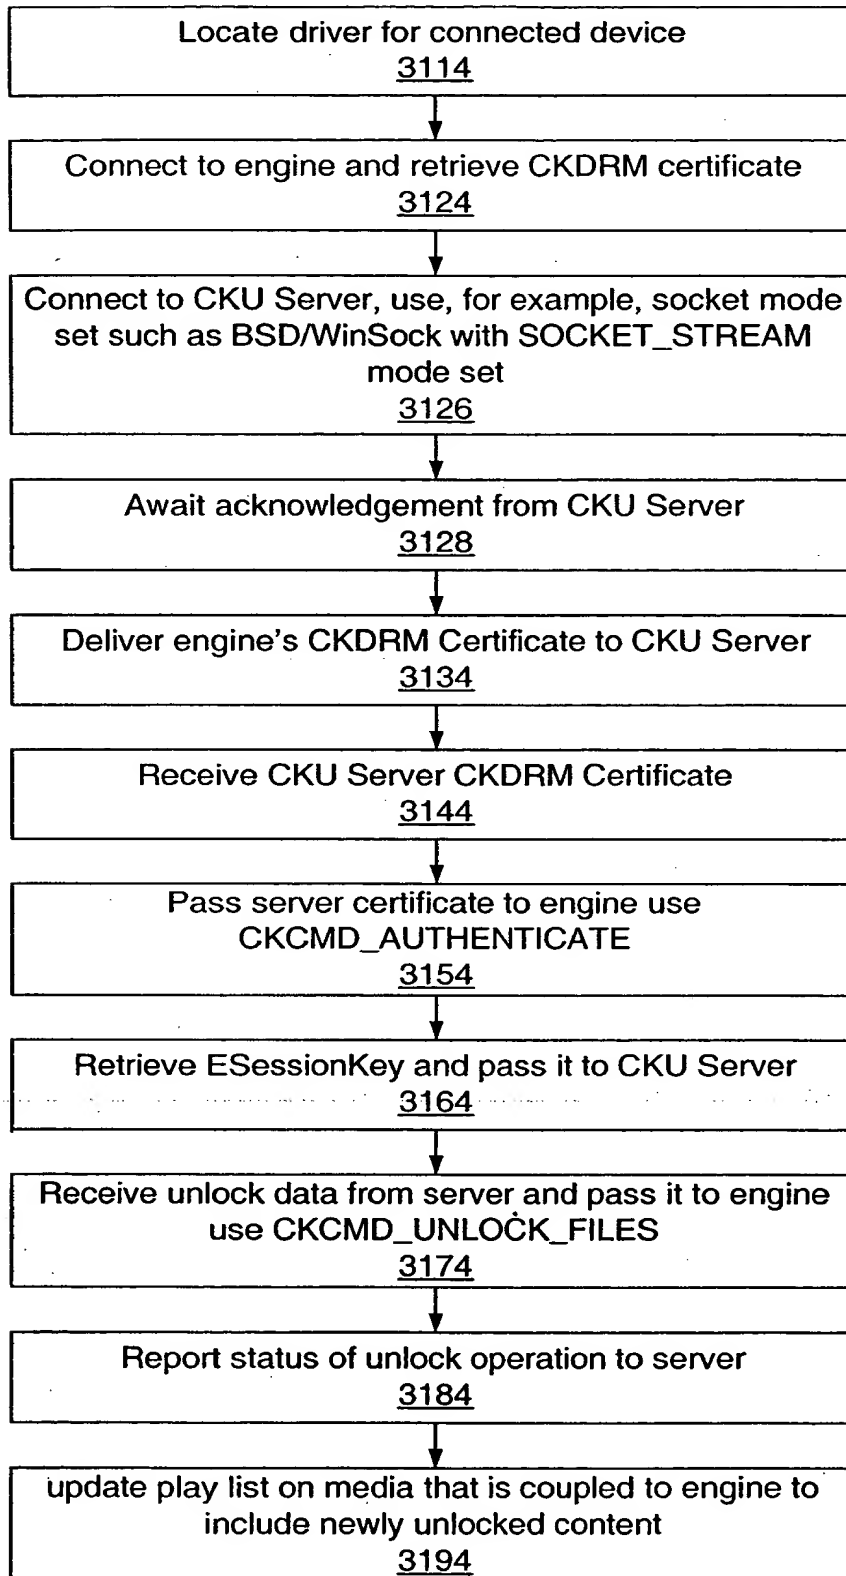 Locate driver for connected device
3114
Connect to engine and retrieve CKDRM certificate
3124
Connect to CKU Server, use, for example, socket mode
set such as BSD/WinSock with SOCKET_STREAM
mode set
3126
Await acknowledgement from CKU Server
3128
Deliver engine's CKDRM Certificate to CKU Server
3134
Receive CKU Server CKDRM Certificate
3144
Pass server certificate to engine use
CKCMD_AUTHENTICATE
3154
Retrieve ESessionKey and pass it to CKU Server
3164
Receive unlock data from server and pass it to engine
use CKCMD_UNLOCK_FILES
3174
Report status of unlock operation to server
3184
update play list on media that is coupled to engine to
include newly unlocked content
3194